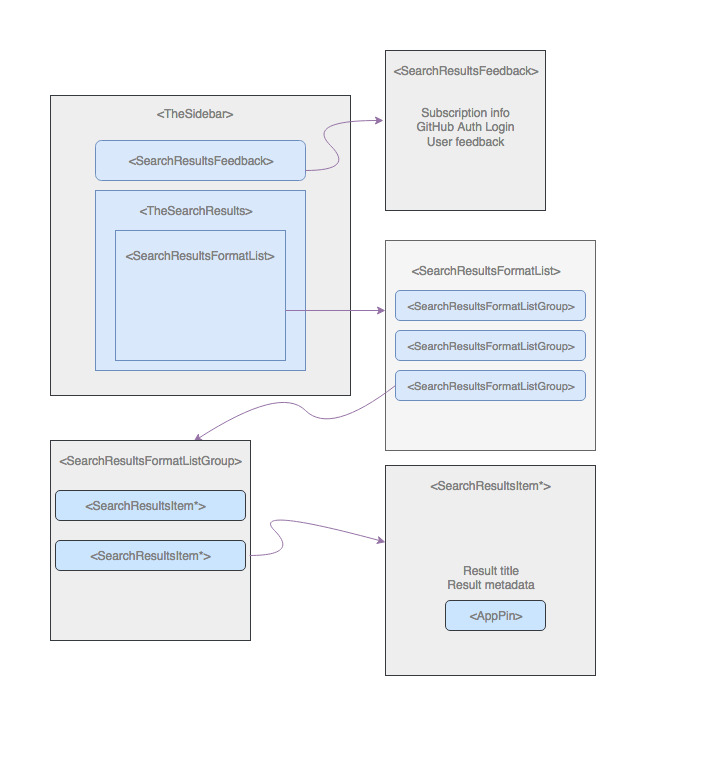 <TheSidebar>
<SearchResultsFeedback>
<TheSearchResults>
<SearchResultsFormatList>
<SearchResultsFeedback>
Subscription info
GitHub Auth Login
User feedback
<SearchResultsFormatList>
<SearchResultsFormatListGroup>
<SearchResultsFormatListGroup>
<SearchResultsFormatListGroup>
<SearchResultsFormatListGroup>
<SearchResultsItem*>
<SearchResultsItem*>
<SearchResultsItem*>
Result title
Result metadata
<AppPin>